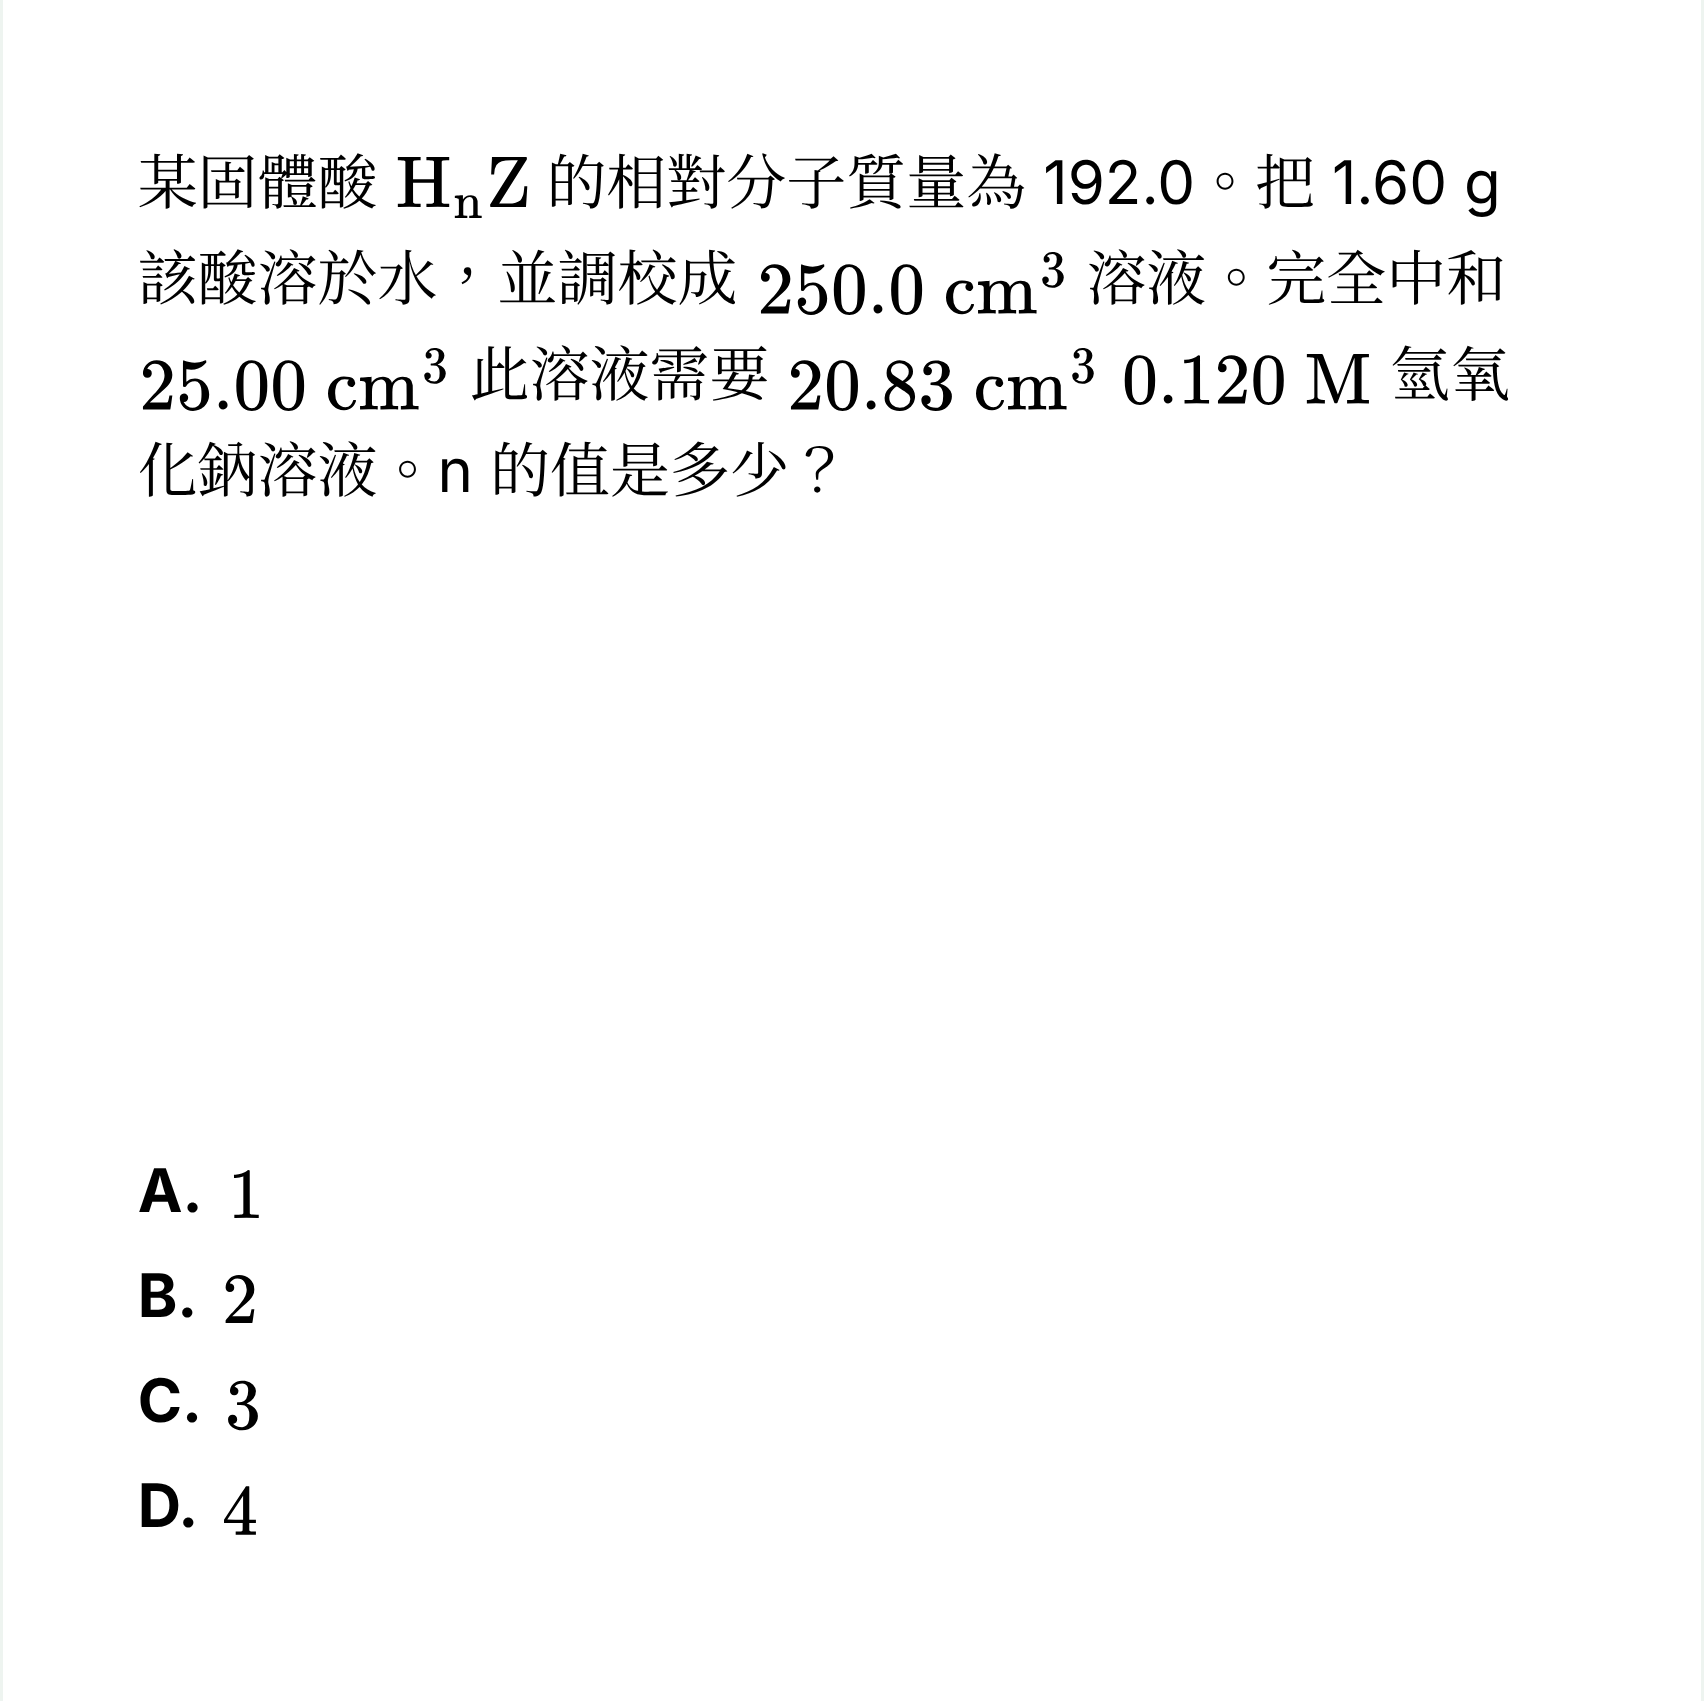 某固體酸 HₙZ 的相對分子質量為 192.0。把 1.60 g
該酸溶於水，並調校成 250.0 cm³ 溶液。完全中和
25.00 cm³ 此溶液需要 20.83 cm³ 0.120 M 氫氧
化鈉溶液。n 的值是多少？
A. 1
B. 2
C. 3
D. 4